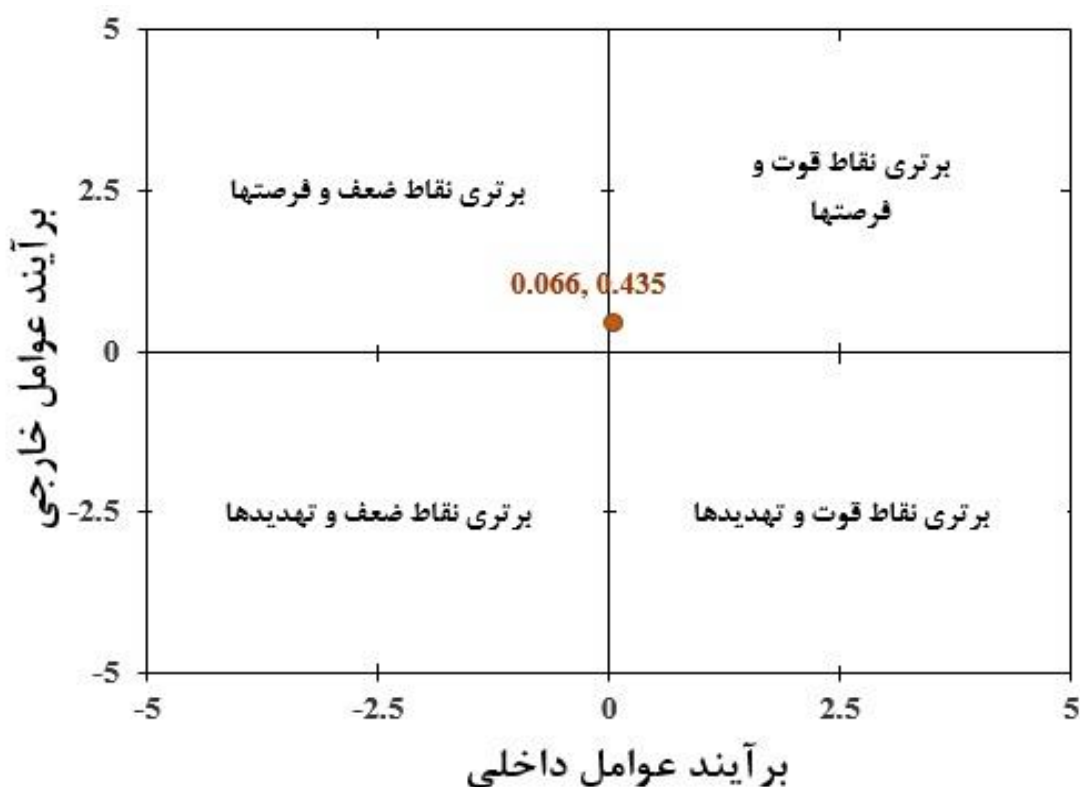 5
2.5
0
-2.5
-5
برآیند عوامل خارجی
برتری نقاط قوت و
فرصتها
برتری نقاط ضعف و فرصتها
0.066, 0.435
برتری نقاط قوت و تهدیدها
برتری نقاط ضعف و تهدیدها
-5
-2.5
0
2.5
5
برآیند عوامل داخلی